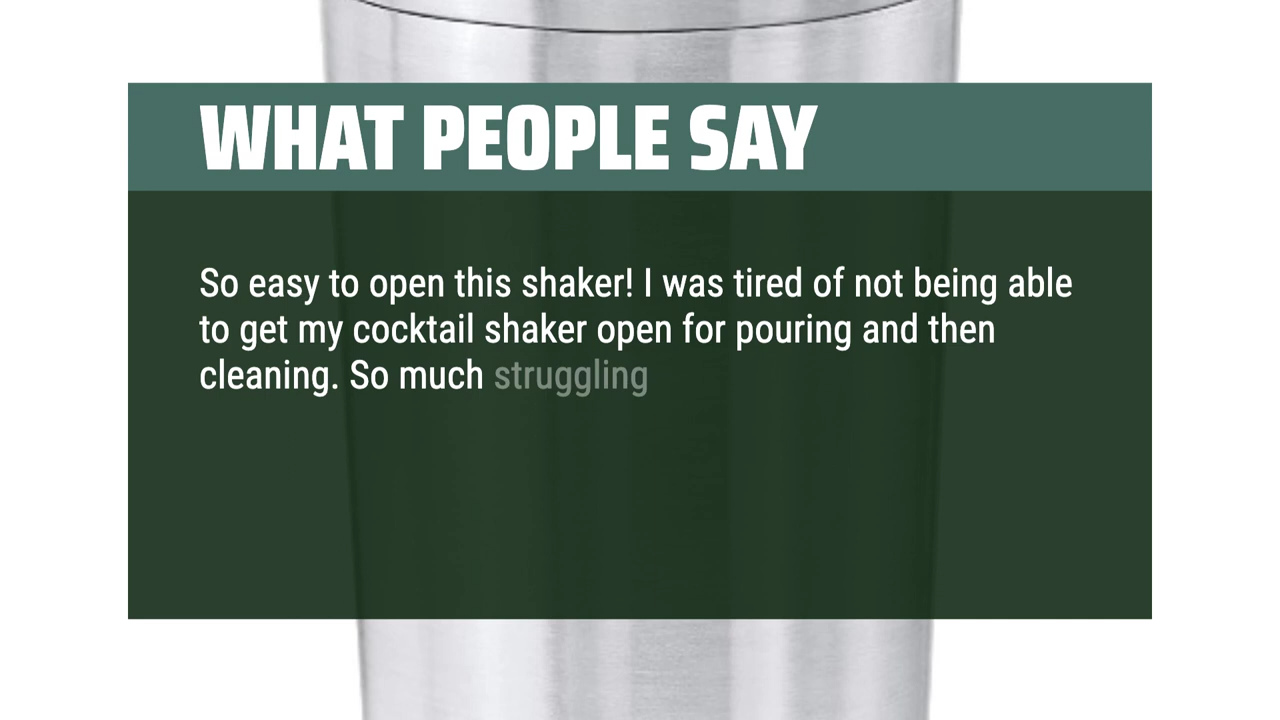 WHAT PEOPLE SAY
So easy to open this shaker! I was tired of not being able
to get my cocktail shaker open for pouring and then
cleaning. So much struggling